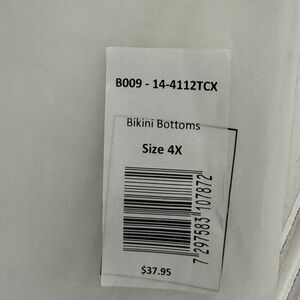 B009 - 14-4112TCX
Bikini Bottoms
Size 4X
7 297583 107872
$37.95